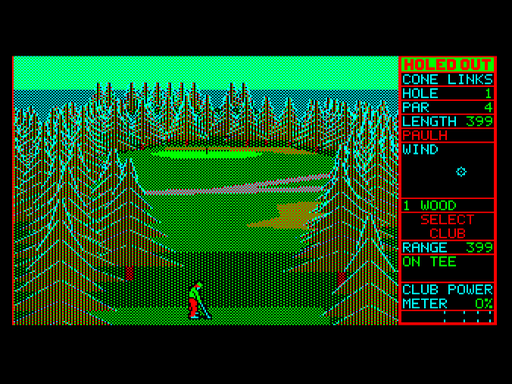 HOLED OUT
CONE LINKS
HOLE 1
PAR 4
LENGTH 399
PAULH
WIND
1 WOOD
SELECT
CLUB
RANGE 399
ON TEE
CLUB POWER
METER 0%